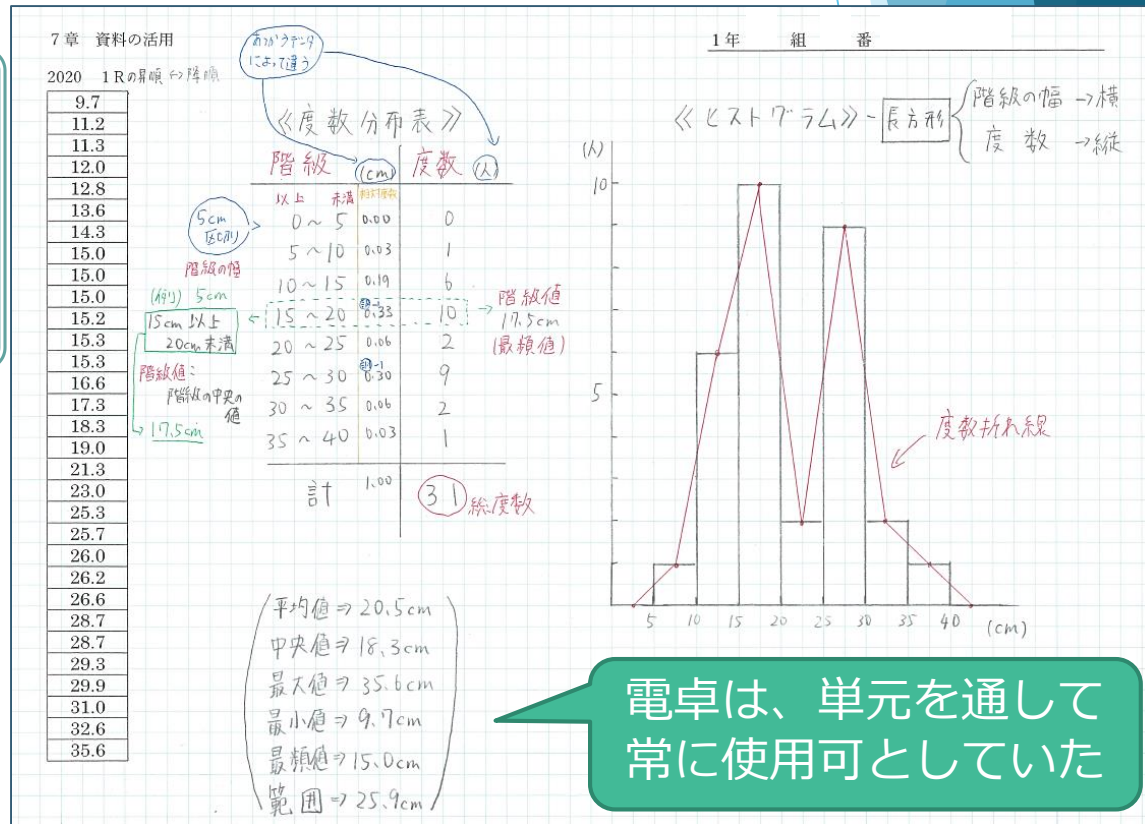 7章 資料の活用
1年 組 番
2020 1Rの昇順⇔降順
9.7
11.2
11.3
12.0
12.8
13.6
14.3
15.0
15.0
15.0
15.2
15.3
15.3
16.6
17.3
18.3
19.0
21.3
23.0
25.3
25.7
26.0
26.2
26.6
28.7
28.7
29.3
29.9
31.0
32.6
35.6
あつかうデータ
によって違う
≪度数分布表≫
階級 (cm) 度数 (人)
以上 未満 相対度数
0 ~ 5 0.00 0
5 ~ 10 0.03 1
10 ~ 15 0.19 6
15 ~ 20 0.33 10
20 ~ 25 0.06 2
25 ~ 30 0.30 9
30 ~ 35 0.06 2
35 ~ 40 0.03 1
計 1.00 31 総度数
5cm
区切り
階級の幅
(例) 5cm
15cm以上
20cm未満
階級値:
階級の中央の
値
17.5cm
階級値
17.5cm
(最頻値)
平均値⇒20.5cm
中央値⇒18.3cm
最大値⇒35.6cm
最小値⇒9.7cm
最頻値⇒15.0cm
範囲⇒25.9cm
≪ヒストグラム≫-長方形
階級の幅→横
度数→縦
(人)
10
5
度数折れ線
5 10 15 20 25 30 35 40 (cm)
電卓は、単元を通して
常に使用可としていた